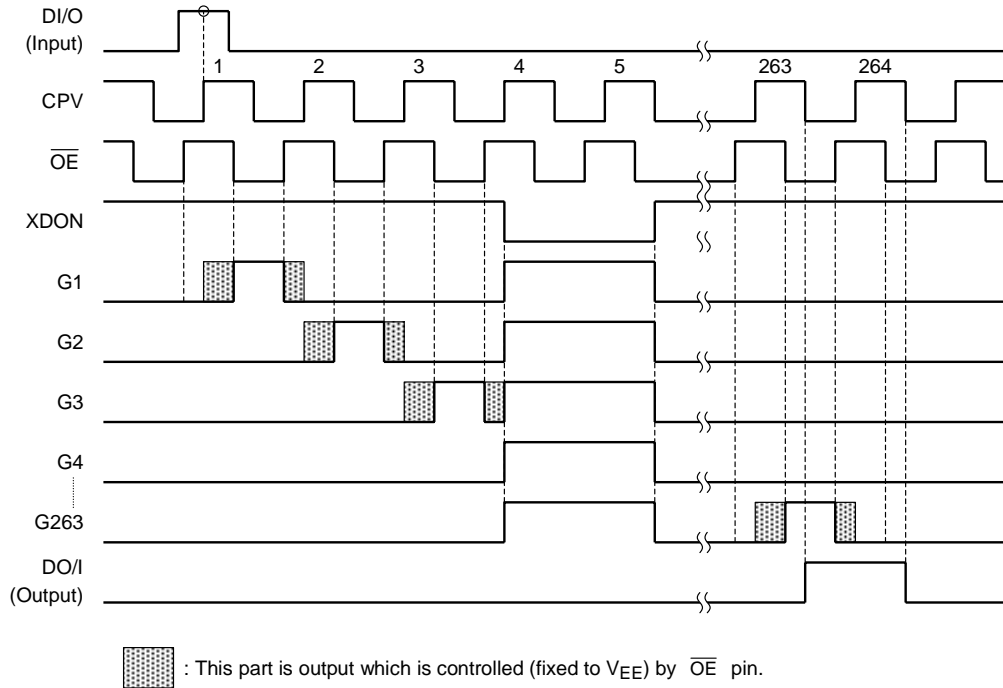 DI/O
(Input)
1 2 3 4 5 263 264
CPV
OE
XDON
G1
G2
G3
G4
G263
DO/I
(Output)
: This part is output which is controlled (fixed to VEE) by OE pin.